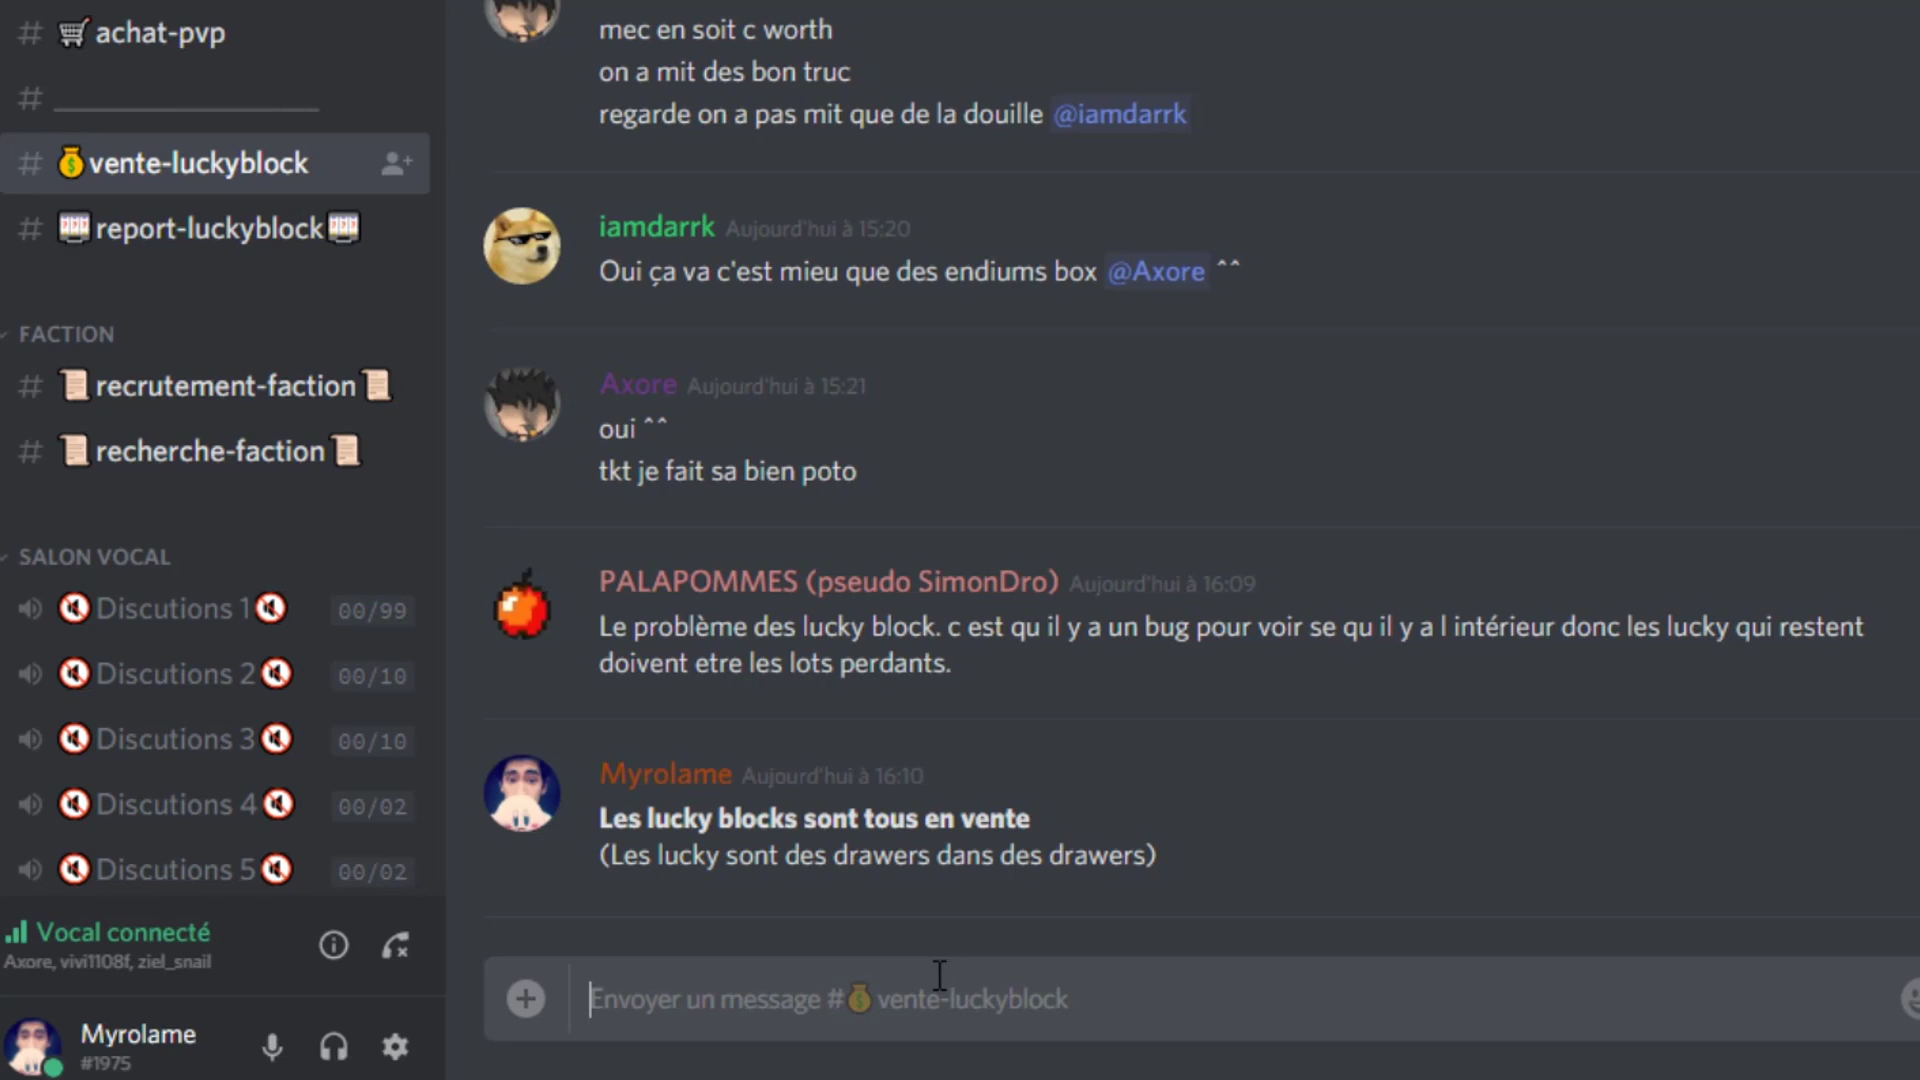 # achat-pvp
# ___________________
# vente-luckyblock
# report-luckyblock
FACTION
# recrutement-faction
# recherche-faction
SALON VOCAL
Discutions 1 00/99
Discutions 2 00/10
Discutions 3 00/10
Discutions 4 00/02
Discutions 5 00/02
Vocal connecté
Axore, vivi1108f, ziel_snail
Myrolame
#1975
mec en soit c worth
on a mit des bon truc
regarde on a pas mit que de la douille @iamdarrk
iamdarrk Aujourd'hui à 15:20
Oui ça va c'est mieu que des endiums box @Axore ^^
Axore Aujourd'hui à 15:21
oui ^^
tkt je fait sa bien poto
PALAPOMMES (pseudo SimonDro) Aujourd'hui à 16:09
Le problème des lucky block. c est qu il y a un bug pour voir se qu il y a l intérieur donc les lucky qui restent
doivent etre les lots perdants.
Myrolame Aujourd'hui à 16:10
Les lucky blocks sont tous en vente
(Les lucky sont des drawers dans des drawers)
Envoyer un message # vente-luckyblock